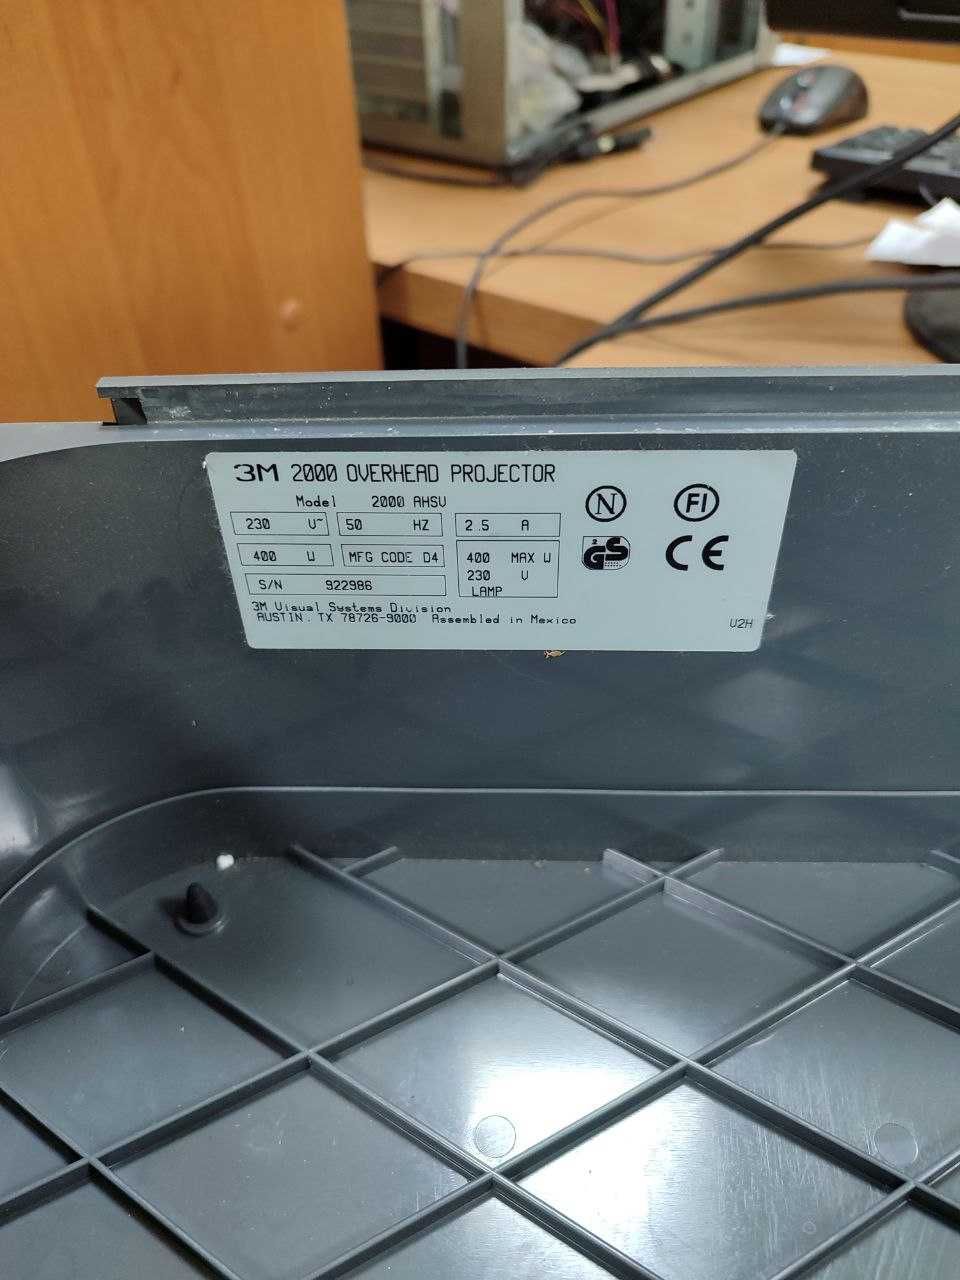 3M 2000 OVERHEAD PROJECTOR
Model 2000 AHSV
230 V~ 50 HZ 2.5 A
400 W MFG CODE D4 400 MAX W
230 V
LAMP
S/N 922986
3M Visual Systems Division
AUSTIN. TX 78726-9000 Assembled in Mexico
N FI
GS CE
V2H